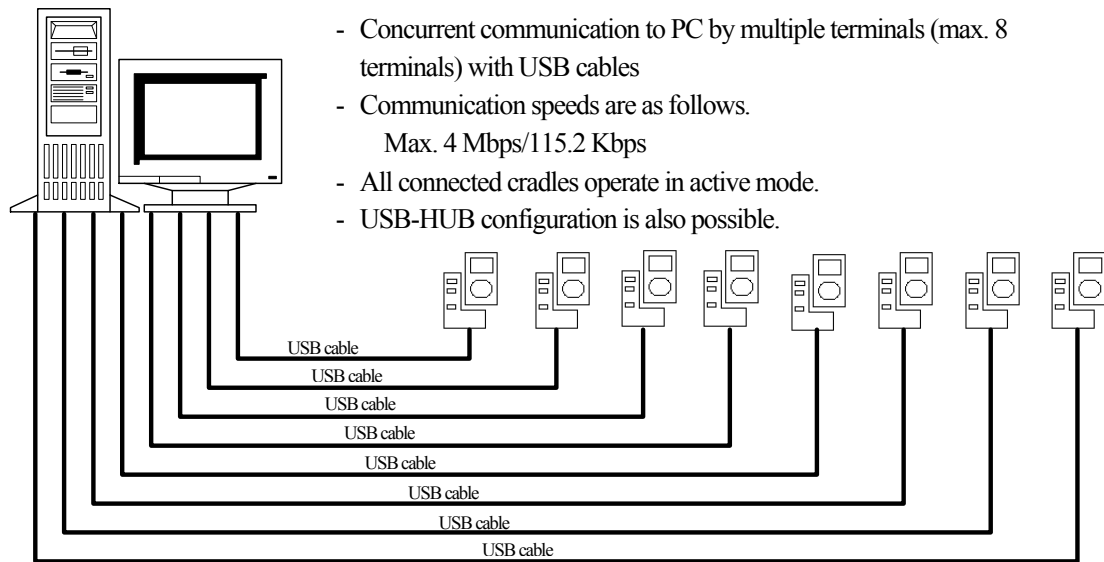 - Concurrent communication to PC by multiple terminals (max. 8
terminals) with USB cables
- Communication speeds are as follows.
Max. 4 Mbps/115.2 Kbps
- All connected cradles operate in active mode.
- USB-HUB configuration is also possible.
USB cable
USB cable
USB cable
USB cable
USB cable
USB cable
USB cable
USB cable